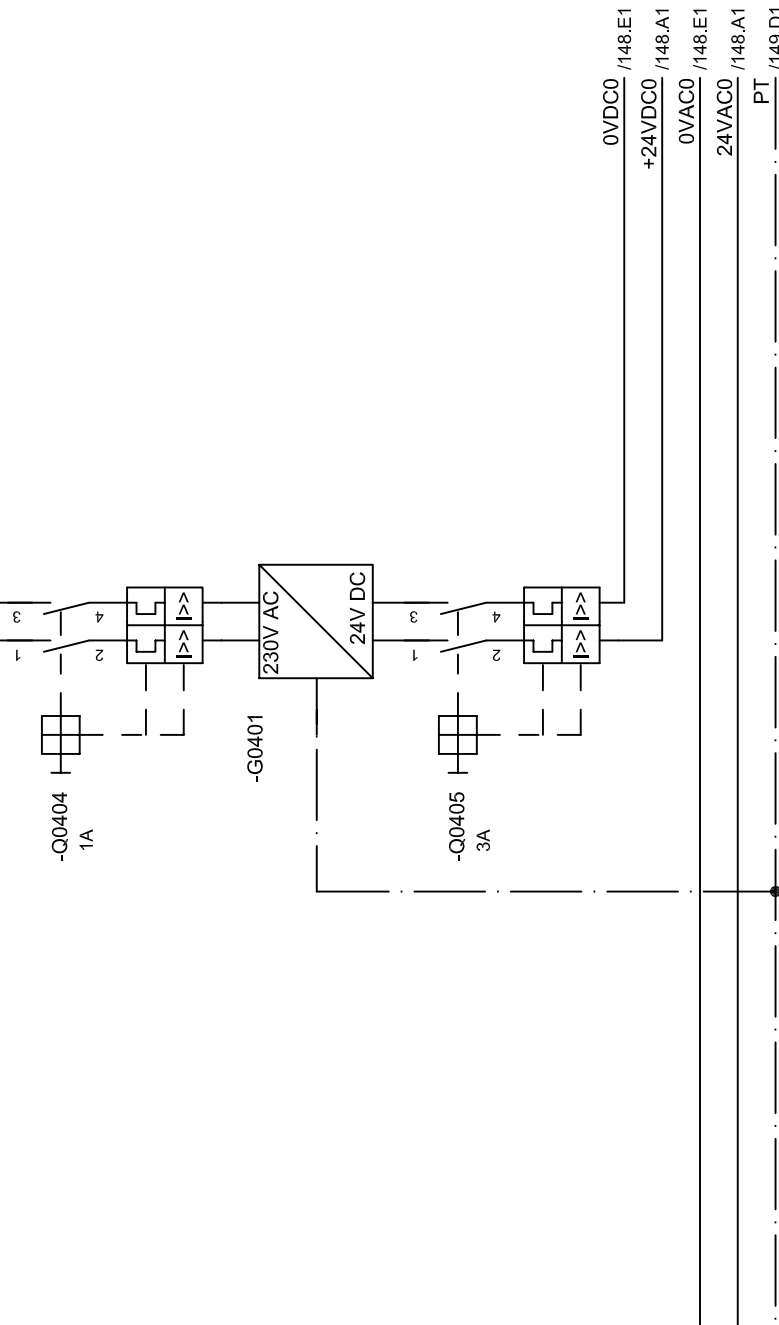 0VDC0 /148.E1
+24VDC0 /148.A1
0VAC0 /148.E1
24VAC0 /148.A1
PT /149.D1
3
4
1
2
I>>
I>>
-Q0404
1A
230V AC
24V DC
-G0401
3
4
1
2
I>>
I>>
-Q0405
3A